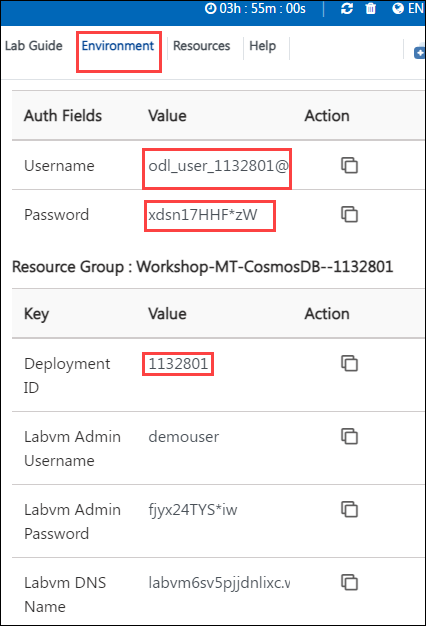 03h : 55m : 00s EN
Lab Guide Environment Resources Help
Auth Fields Value Action
Username odl_user_1132801@
Password xdsn17HHF*zW
Resource Group : Workshop-MT-CosmosDB--1132801
Key Value Action
Deployment 1132801
ID
Labvm Admin demouser
Username
Labvm Admin fjyx24TYS*iw
Password
Labvm DNS labvm6sv5pjjdnlixc.v
Name